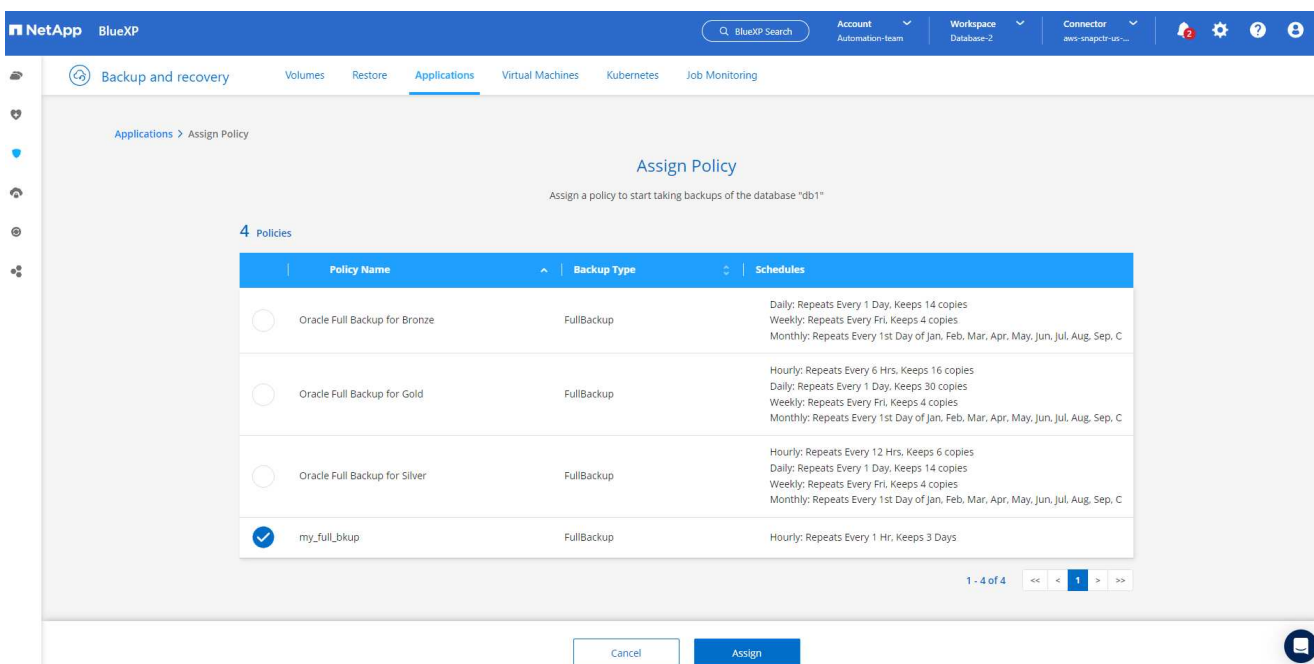 NetApp BlueXP
BlueXP Search
Account
Automation-team
Workspace
Database-2
Connector
aws-snapctr-us-...
2
Backup and recovery
Volumes
Restore
Applications
Virtual Machines
Kubernetes
Job Monitoring
Applications > Assign Policy
Assign Policy
Assign a policy to start taking backups of the database "db1"
4 Policies
Policy Name
Backup Type
Schedules
Oracle Full Backup for Bronze
FullBackup
Daily: Repeats Every 1 Day, Keeps 14 copies
Weekly: Repeats Every Fri, Keeps 4 copies
Monthly: Repeats Every 1st Day of Jan, Feb, Mar, Apr, May, Jun, Jul, Aug, Sep, C
Oracle Full Backup for Gold
FullBackup
Hourly: Repeats Every 6 Hrs, Keeps 16 copies
Daily: Repeats Every 1 Day, Keeps 30 copies
Weekly: Repeats Every Fri, Keeps 4 copies
Monthly: Repeats Every 1st Day of Jan, Feb, Mar, Apr, May, Jun, Jul, Aug, Sep, C
Oracle Full Backup for Silver
FullBackup
Hourly: Repeats Every 12 Hrs, Keeps 6 copies
Daily: Repeats Every 1 Day, Keeps 14 copies
Weekly: Repeats Every Fri, Keeps 4 copies
Monthly: Repeats Every 1st Day of Jan, Feb, Mar, Apr, May, Jun, Jul, Aug, Sep, C
my_full_bkup
FullBackup
Hourly: Repeats Every 1 Hr, Keeps 3 Days
1 - 4 of 4
<< < 1 > >>
Cancel
Assign